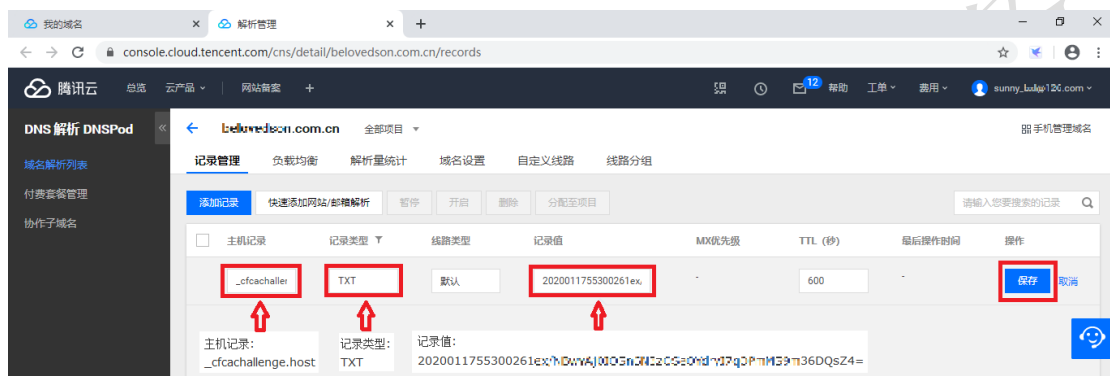 我的域名
解析管理
console.cloud.tencent.com/cns/detail/belovedson.com.cn/records
腾讯云 总览 云产品 网站备案 12 帮助 工单 费用
DNS 解析 DNSPod
.com.cn 全部项目 手机管理域名
域名解析列表
付费套餐管理
协作子域名
记录管理 负载均衡 解析量统计 域名设置 自定义线路 线路分组
添加记录 快速添加网站/邮箱解析 暂停 开启 删除 分配至项目 请输入您要搜索的记录
主机记录 记录类型 线路类型 记录值 MX优先级 TTL (秒) 最后操作时间 操作
_cfcachaller TXT 默认 2020011755300261ex/ - 600 - 保存 取消
主机记录: 记录类型: 记录值:
_cfcachallenge.host TXT 2020011755300261